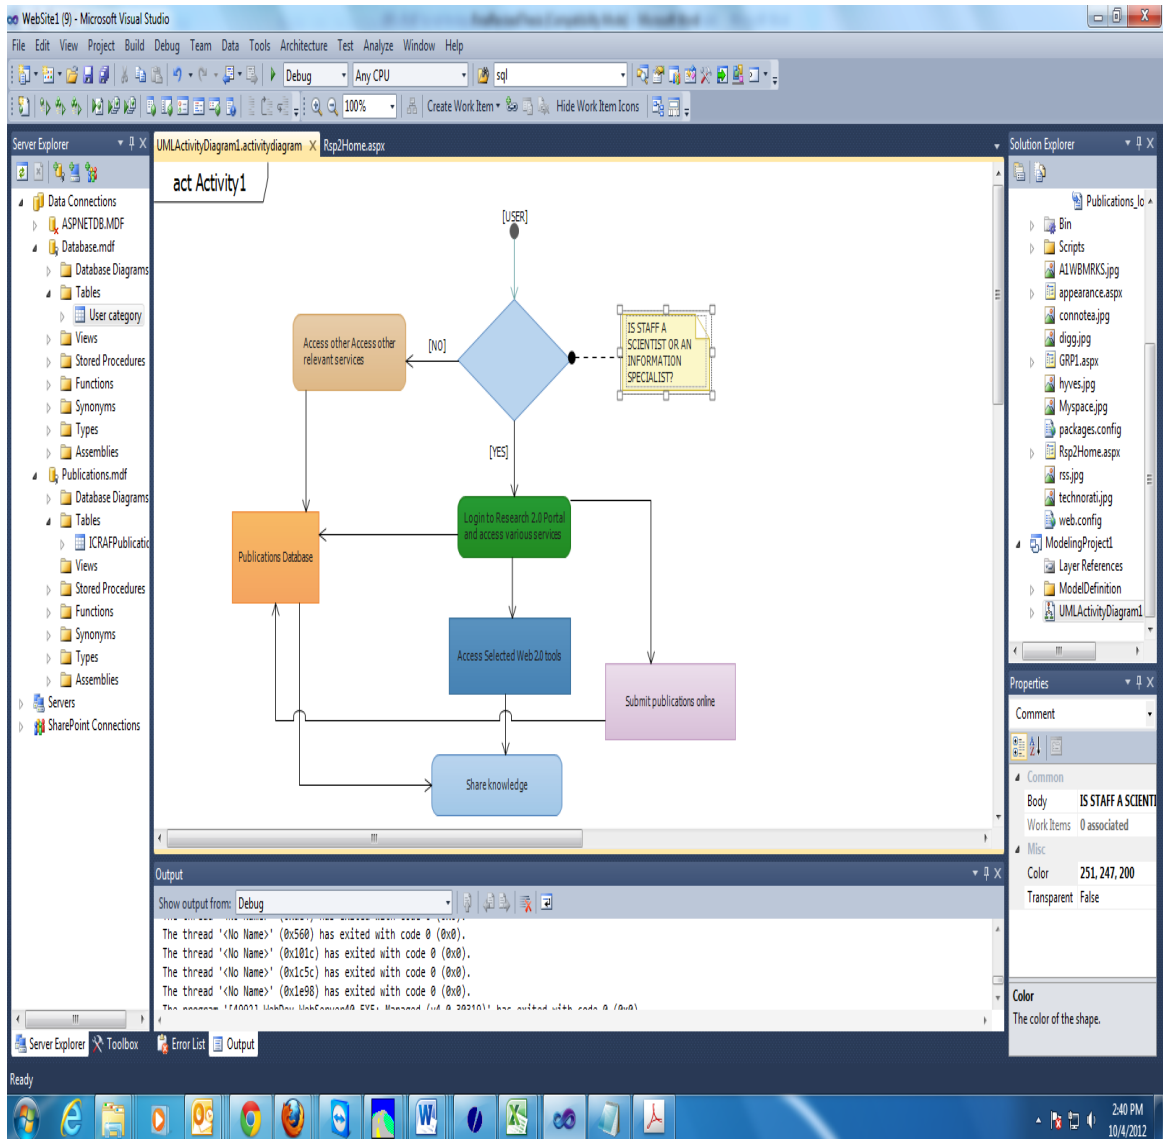 WebSite1 (9) - Microsoft Visual Studio
File Edit View Project Build Debug Team Data Tools Architecture Test Analyze Window Help
Debug Any CPU sql
100% Create Work Item Hide Work Item Icons
Server Explorer
Data Connections
ASPNETDB.MDF
Database.mdf
Database Diagrams
Tables
User category
Views
Stored Procedures
Functions
Synonyms
Types
Assemblies
Publications.mdf
Database Diagrams
Tables
ICRAFPublicatio
Views
Stored Procedures
Functions
Synonyms
Types
Assemblies
Servers
SharePoint Connections
Server Explorer Toolbox
UMLActivityDiagram1.activitydiagram X Rsp2Home.aspx
act Activity1
[USER]
IS STAFF A
SCIENTIST OR AN
INFORMATION
SPECIALIST?
Access other Access other
relevant services
[NO]
[YES]
Login to Research 2.0 Portal
and access various services
Publications Database
Access Selected Web 2.0 tools
Submit publications online
Share knowledge
Output
Show output from: Debug
The thread '<No Name>' (0x560) has exited with code 0 (0x0).
The thread '<No Name>' (0x101c) has exited with code 0 (0x0).
The thread '<No Name>' (0x1c5c) has exited with code 0 (0x0).
The thread '<No Name>' (0x1e98) has exited with code 0 (0x0).
Error List Output
Solution Explorer
Publications_lo
Bin
Scripts
A1WBMRKS.jpg
appearance.aspx
connotea.jpg
digg.jpg
GRP1.aspx
hyves.jpg
Myspace.jpg
packages.config
Rsp2Home.aspx
rss.jpg
technorati.jpg
web.config
ModelingProject1
Layer References
ModelDefinition
UMLActivityDiagram1
Properties
Comment
Common
Body IS STAFF A SCIENTI
Work Items 0 associated
Misc
Color 251, 247, 200
Transparent False
Color
The color of the shape.
Ready
2:40 PM
10/4/2012